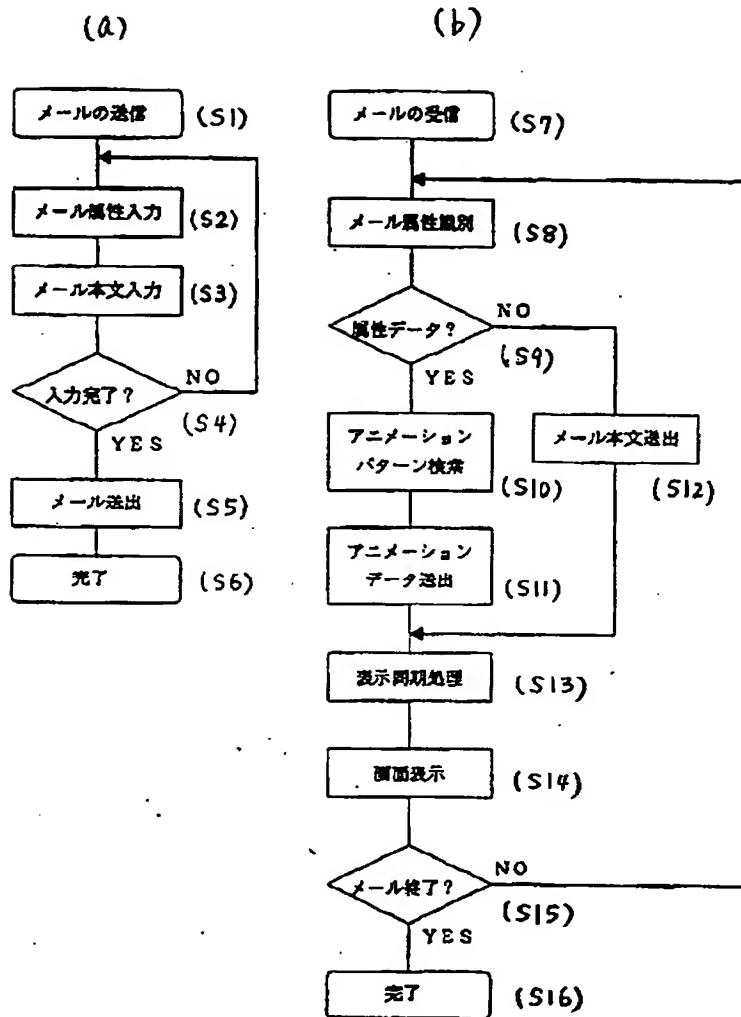 (a)
メールの送信
(S1)
メール属性入力
(S2)
メール本文入力
(S3)
入力完了?
NO
(S4)
YES
メール送出
(S5)
完了
(S6)
(b)
メールの受信
(S7)
メール属性識別
(S8)
属性データ?
NO
(S9)
YES
アニメーション
パターン検索
(S10)
メール本文送出
(S12)
アニメーション
データ送出
(S11)
表示同期処理
(S13)
画面表示
(S14)
メール終了?
NO
(S15)
YES
完了
(S16)